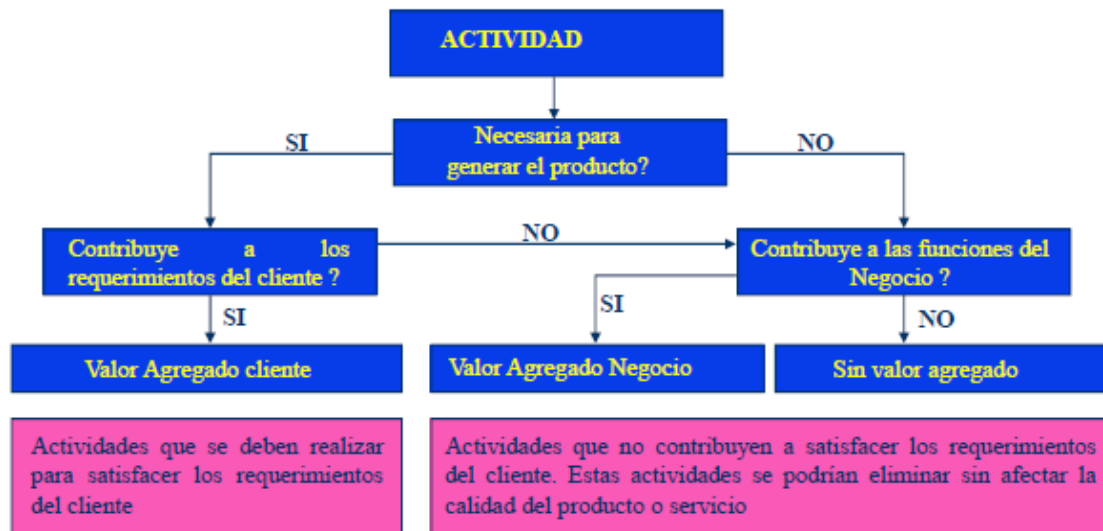 ACTIVIDAD
Necesaria para
generar el producto?
SI
NO
Contribuye a los
requerimientos del cliente ?
NO
Contribuye a las funciones del
Negocio ?
SI
SI
NO
Valor Agregado cliente
Valor Agregado Negocio
Sin valor agregado
Actividades que se deben realizar
para satisfacer los requerimientos
del cliente
Actividades que no contribuyen a satisfacer los requerimientos
del cliente. Estas actividades se podrían eliminar sin afectar la
calidad del producto o servicio